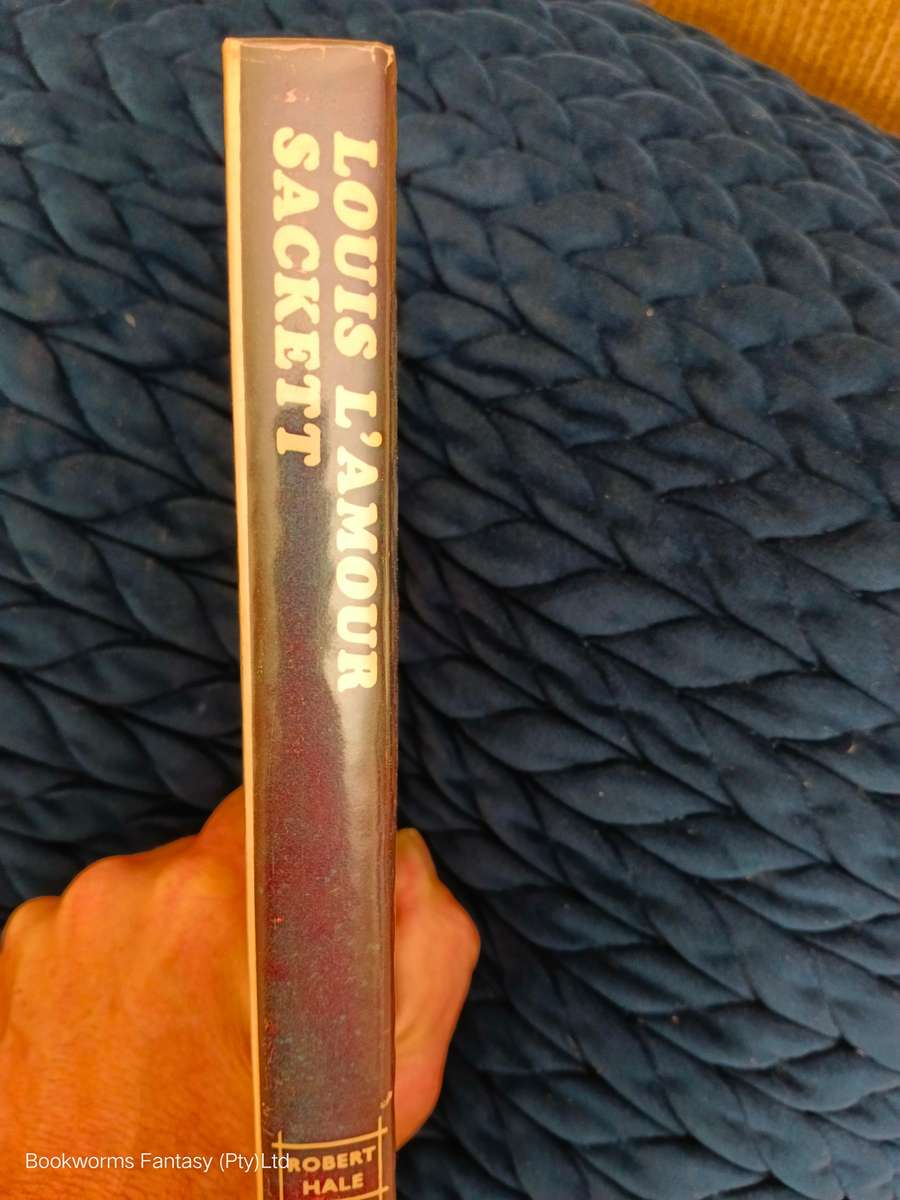 LOUIS L'AMOUR
SACKETT
ROBERT
HALE
Bookworms Fantasy (Pty)Ltd